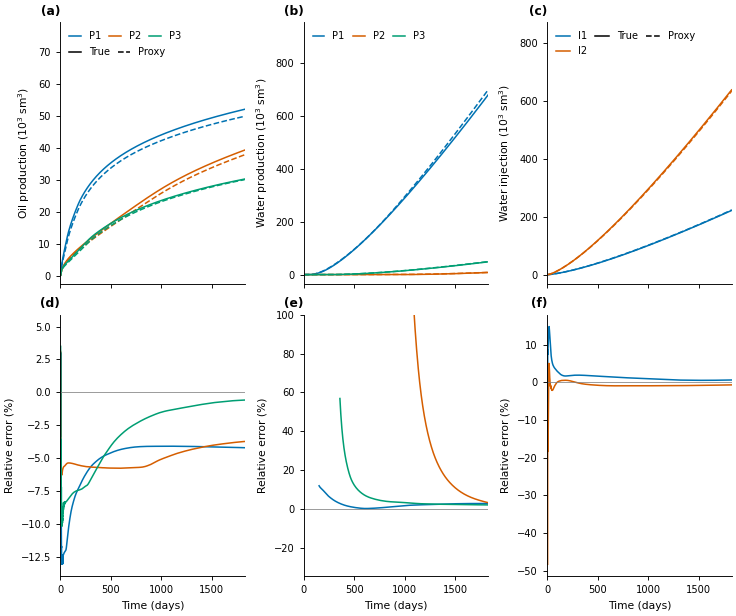 (a)
P1 P2 P3
True Proxy
70
60
50
40
30
20
10
0
Oil production (10³ sm³)
(b)
P1 P2 P3
800
600
400
200
0
Water production (10³ sm³)
(c)
I1 True Proxy
I2
800
600
400
200
0
Water injection (10³ sm³)
(d)
5.0
2.5
0.0
−2.5
−5.0
−7.5
−10.0
−12.5
Relative error (%)
0 500 1000 1500
Time (days)
(e)
100
80
60
40
20
0
−20
Relative error (%)
0 500 1000 1500
Time (days)
(f)
10
0
−10
−20
−30
−40
−50
Relative error (%)
0 500 1000 1500
Time (days)